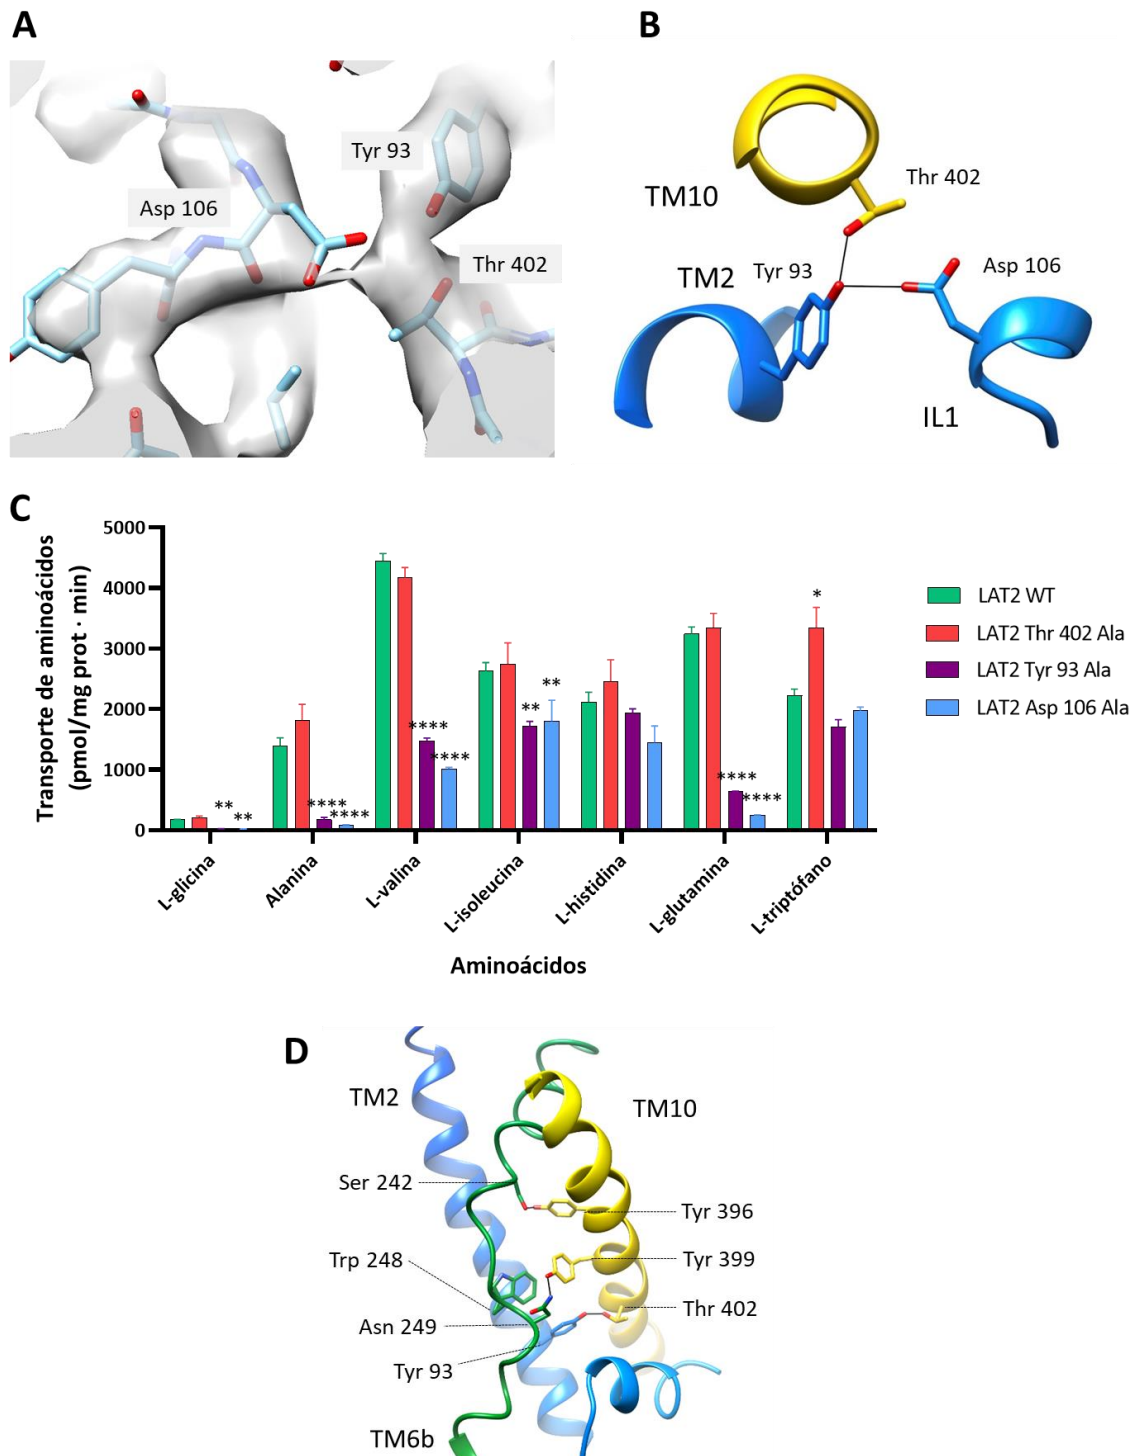 A
B
Tyr 93
Asp 106
Thr 402
TM10
Thr 402
TM2
Tyr 93
Asp 106
IL1
C
Transporte de aminoácidos
(pmol/mg prot · min)
5000
4000
3000
2000
1000
0
**
**
****
****
****
****
**
**
****
****
*
L-glicina
Alanina
L-valina
L-isoleucina
L-histidina
L-glutamina
L-triptófano
Aminoácidos
LAT2 WT
LAT2 Thr 402 Ala
LAT2 Tyr 93 Ala
LAT2 Asp 106 Ala
D
TM2
TM10
Ser 242
Tyr 396
Trp 248
Tyr 399
Asn 249
Thr 402
Tyr 93
TM6b